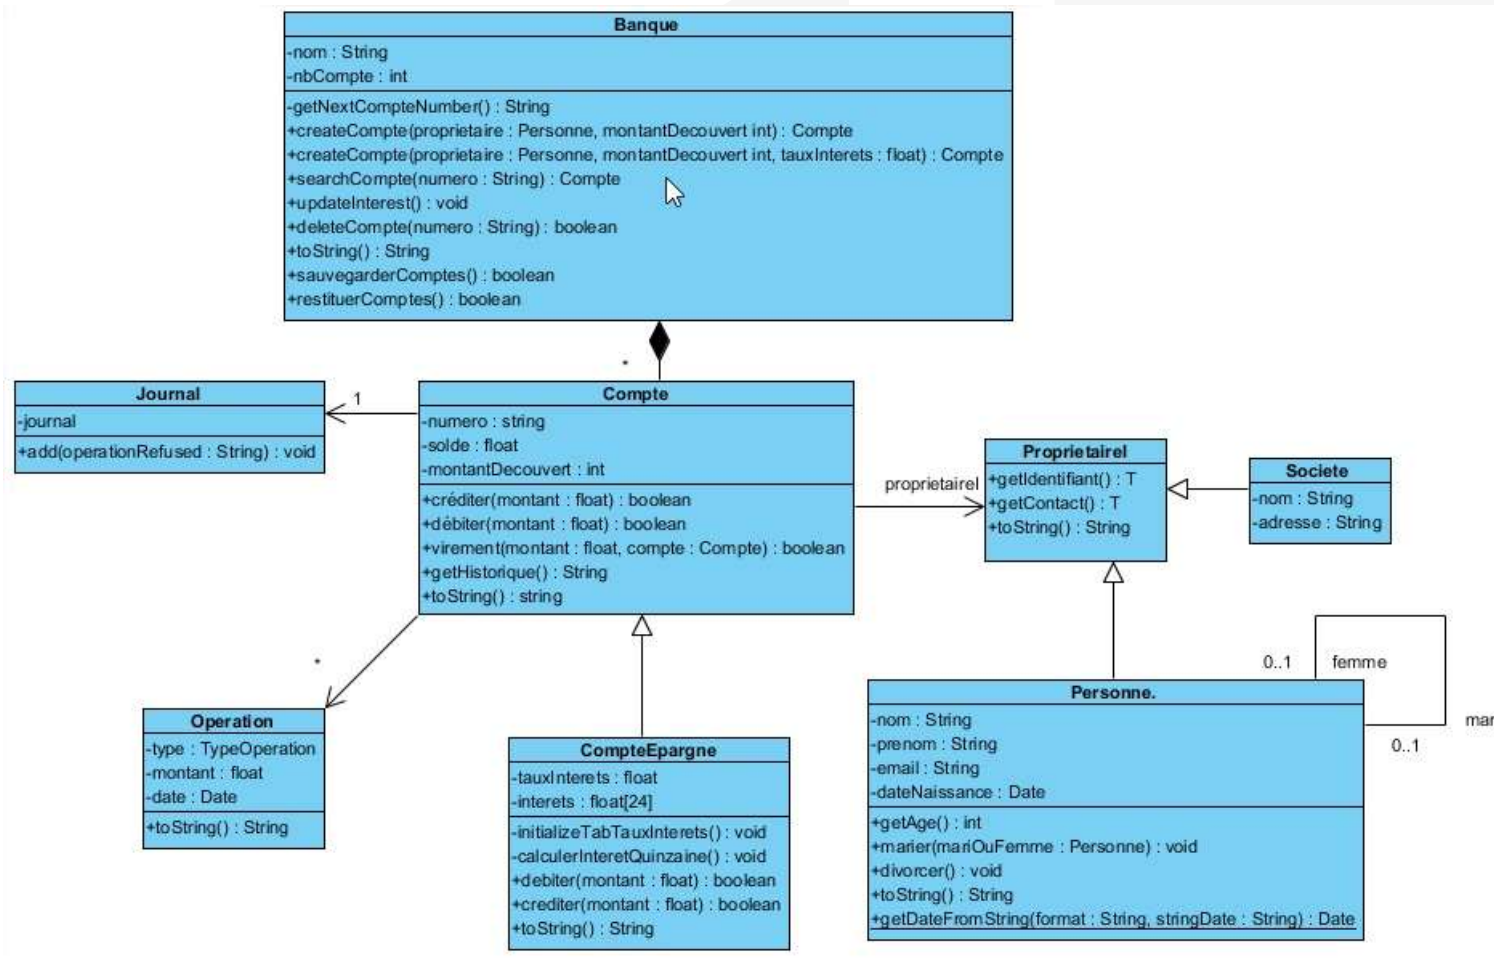 Banque
-nom : String
-nbCompte : int
-getNextCompteNumber() : String
+createCompte(proprietaire : Personne, montantDecouvert int) : Compte
+createCompte(proprietaire : Personne, montantDecouvert int, tauxInterets : float) : Compte
+searchCompte(numero : String) : Compte
+updateInterest() : void
+deleteCompte(numero : String) : boolean
+toString() : String
+sauvegarderComptes() : boolean
+restituerComptes() : boolean
*
Journal
-journal
+add(operationRefused : String) : void
1
Compte
-numero : string
-solde : float
-montantDecouvert : int
+créditer(montant : float) : boolean
+débiter(montant : float) : boolean
+virement(montant : float, compte : Compte) : boolean
+getHistorique() : String
+toString() : string
proprietaireI
ProprietaireI
+getIdentifiant() : T
+getContact() : T
+toString() : String
Societe
-nom : String
-adresse : String
*
Operation
-type : TypeOperation
-montant : float
-date : Date
+toString() : String
CompteEpargne
-tauxInterets : float
-interets : float[24]
-initializeTabTauxInterets() : void
-calculerInteretQuinzaine() : void
+debiter(montant : float) : boolean
+crediter(montant : float) : boolean
+toString() : String
0..1 femme
Personne.
-nom : String
-prenom : String
-email : String
-dateNaissance : Date
+getAge() : int
+marier(mariOuFemme : Personne) : void
+divorcer() : void
+toString() : String
+getDateFromString(format : String, stringDate : String) : Date
mar
0..1